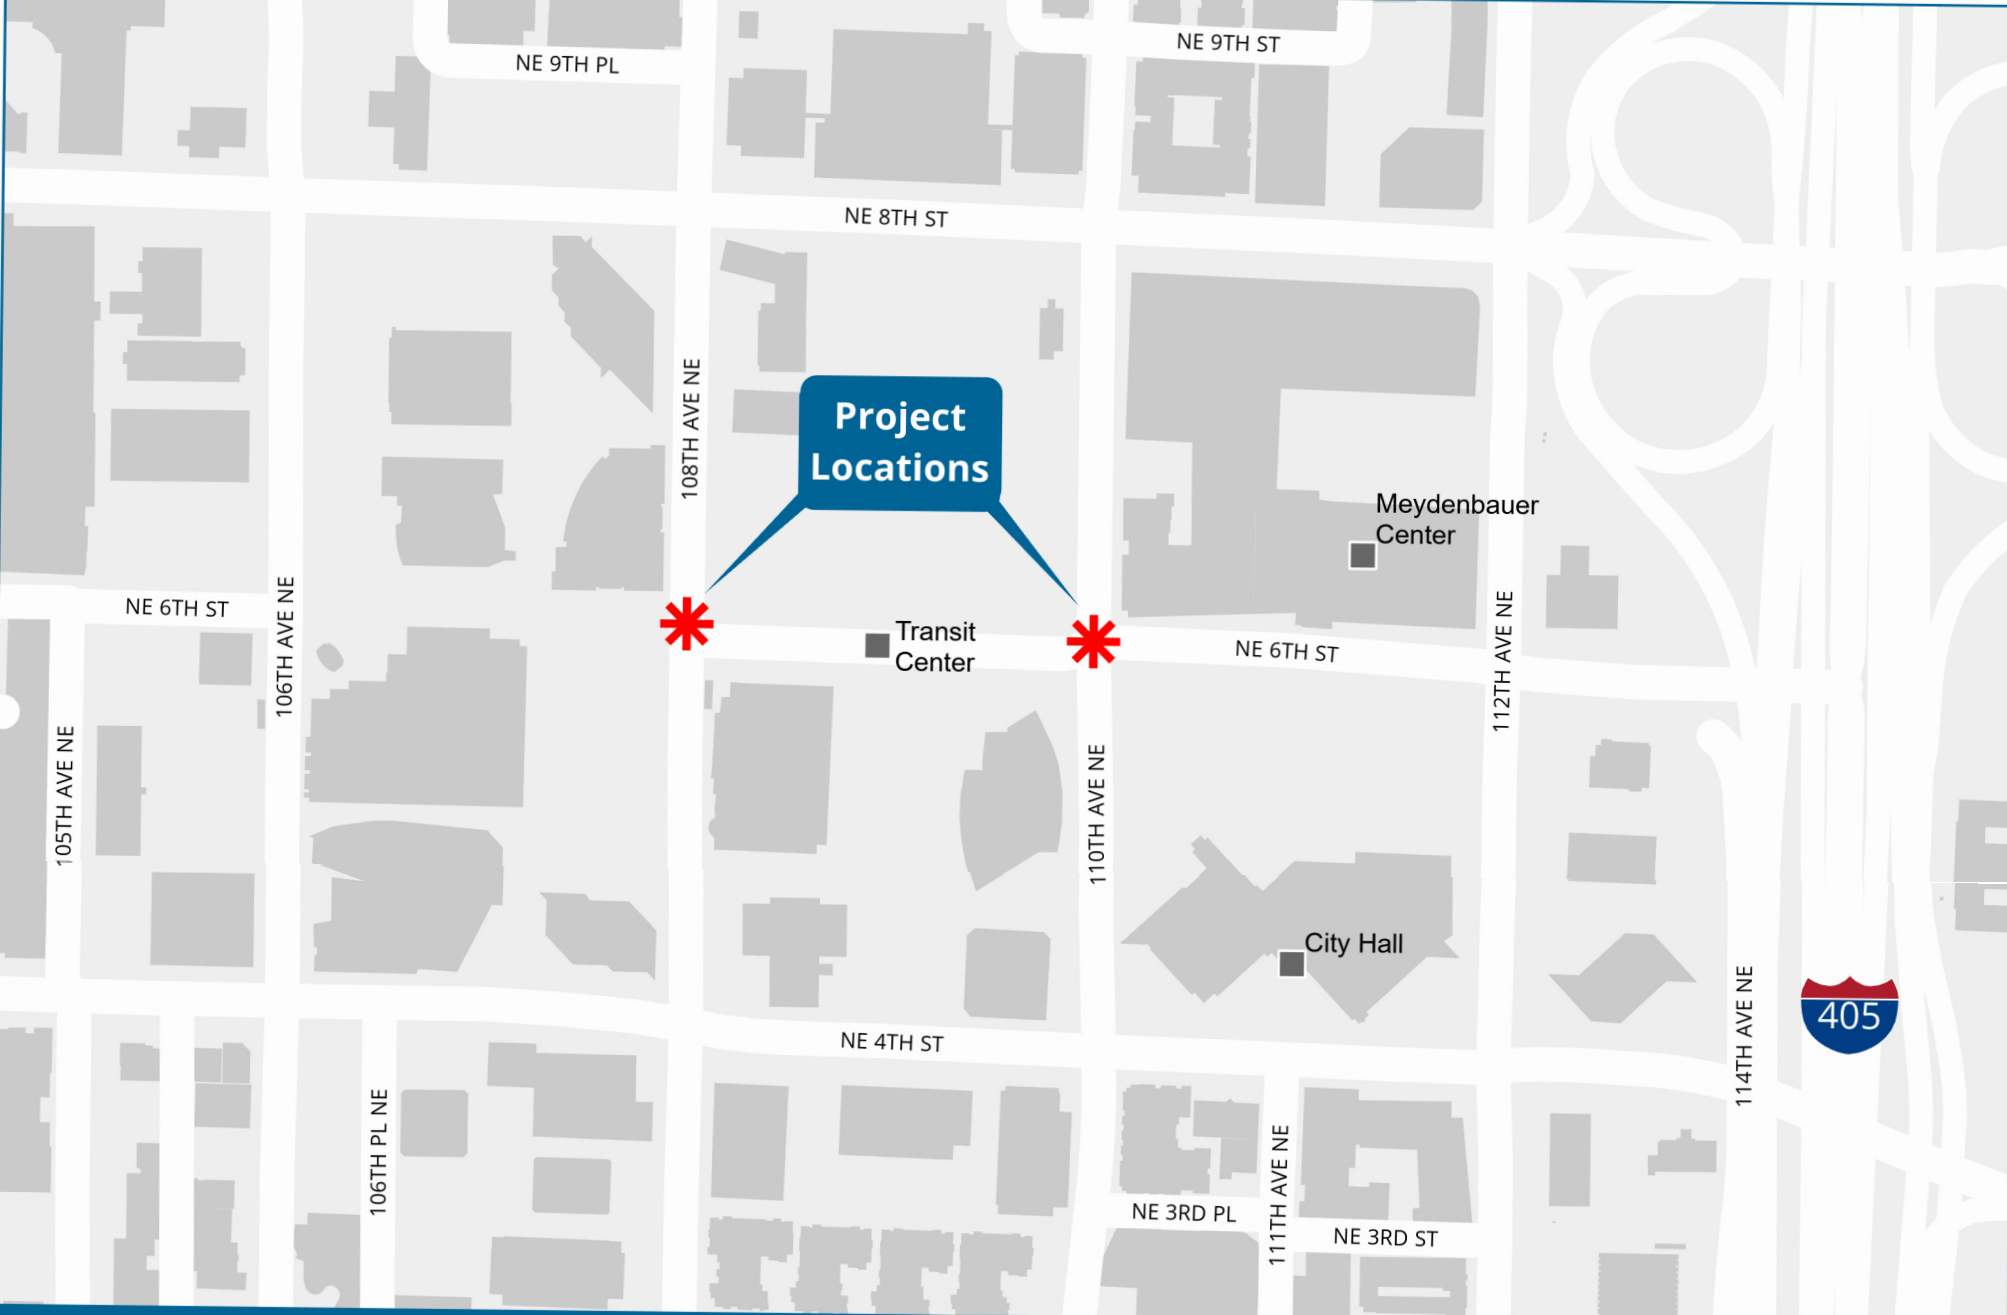 NE 9TH ST
NE 9TH PL
NE 8TH ST
108TH AVE NE
Project
Locations
Meydenbauer
Center
NE 6TH ST
106TH AVE NE
Transit
Center
NE 6TH ST
112TH AVE NE
105TH AVE NE
110TH AVE NE
City Hall
405
114TH AVE NE
NE 4TH ST
106TH PL NE
111TH AVE NE
NE 3RD PL
NE 3RD ST